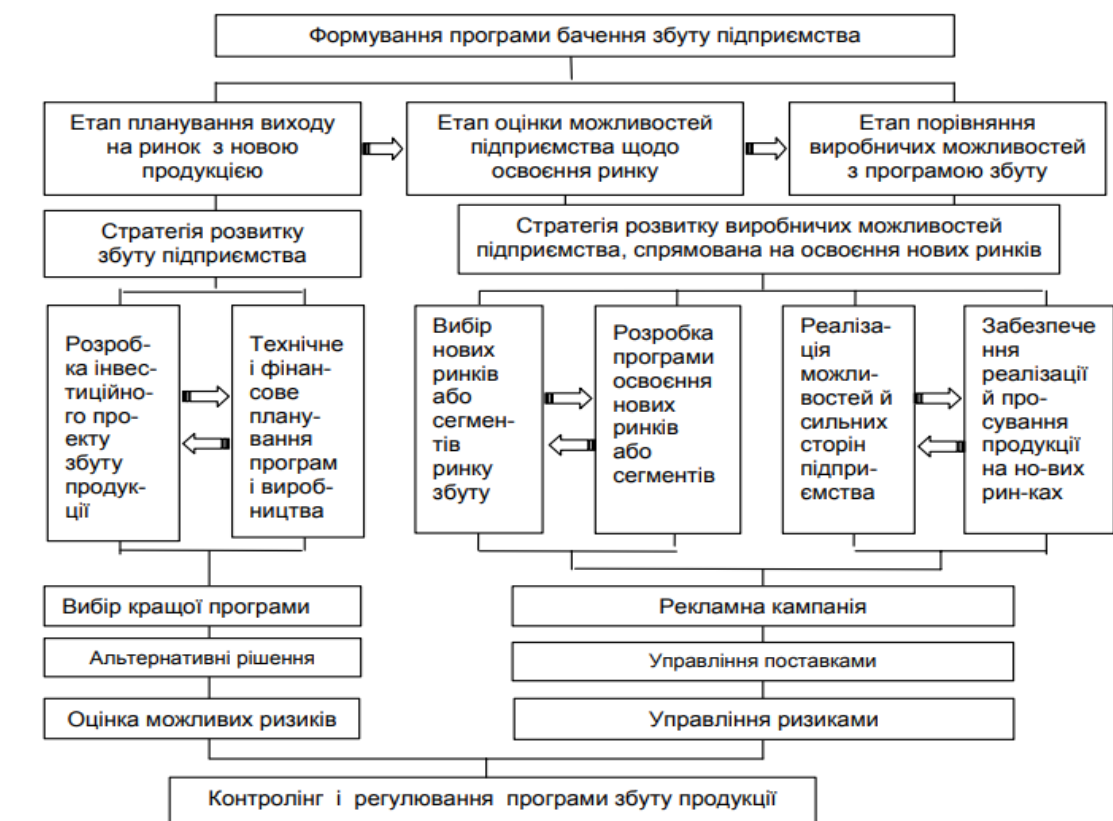 Формування програми бачення збуту підприємства
Етап планування виходу
на ринок з новою
продукцією
Етап оцінки можливостей
підприємства щодо
освоєння ринку
Етап порівняння
виробничих можливостей
з програмою збуту
Стратегія розвитку
збуту підприємства
Стратегія розвитку виробничих можливостей
підприємства, спрямована на освоєння нових ринків
Розроб-
ка інвес-
тиційно-
го про-
екту
збуту
продук-
ції
Технічне
і фінан-
сове
плану-
вання
програм
і вироб-
ництва
Вибір
нових
ринків
або
сегмен-
тів
ринку
збуту
Розробка
програми
освоєння
нових
ринків
або
сегментів
Реаліза-
ція
можли-
востей й
сильних
сторін
підпри-
ємства
Забезпече
ння
реалізації
й про-
сування
продукції
на но-вих
рин-ках
Вибір кращої програми
Рекламна кампанія
Альтернативні рішення
Управління поставками
Оцінка можливих ризиків
Управління ризиками
Контролінг і регулювання програми збуту продукції